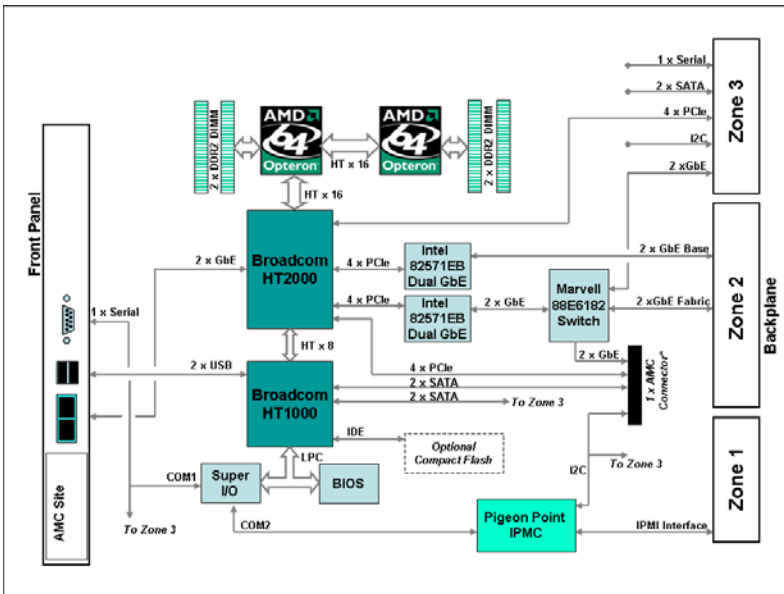 1 x Serial
2 x SATA
4 x PCIe
I2C
2 xGbE
Zone 3
2 x DDR2 DIMM
AMD
64
Opteron
HT x 16
AMD
64
Opteron
2 x DDR2 DIMM
HT x 16
Front Panel
2 x GbE
Broadcom
HT2000
4 x PCIe
Intel
82571EB
Dual GbE
2 x GbE Base
Zone 2
Backplane
4 x PCIe
Intel
82571EB
Dual GbE
2 x GbE
Marvell
88E6182
Switch
2 xGbE Fabric
1 x Serial
HT x 8
2 x GbE
4 x PCIe
1 x AMC
Connector*
2 x USB
Broadcom
HT1000
2 x SATA
2 x SATA
To Zone 3
IDE
Optional
Compact Flash
LPC
AMC Site
COM1
Super
I/O
BIOS
I2C
To Zone 3
Zone 1
To Zone 3
COM2
Pigeon Point
IPMC
IPMI Interface